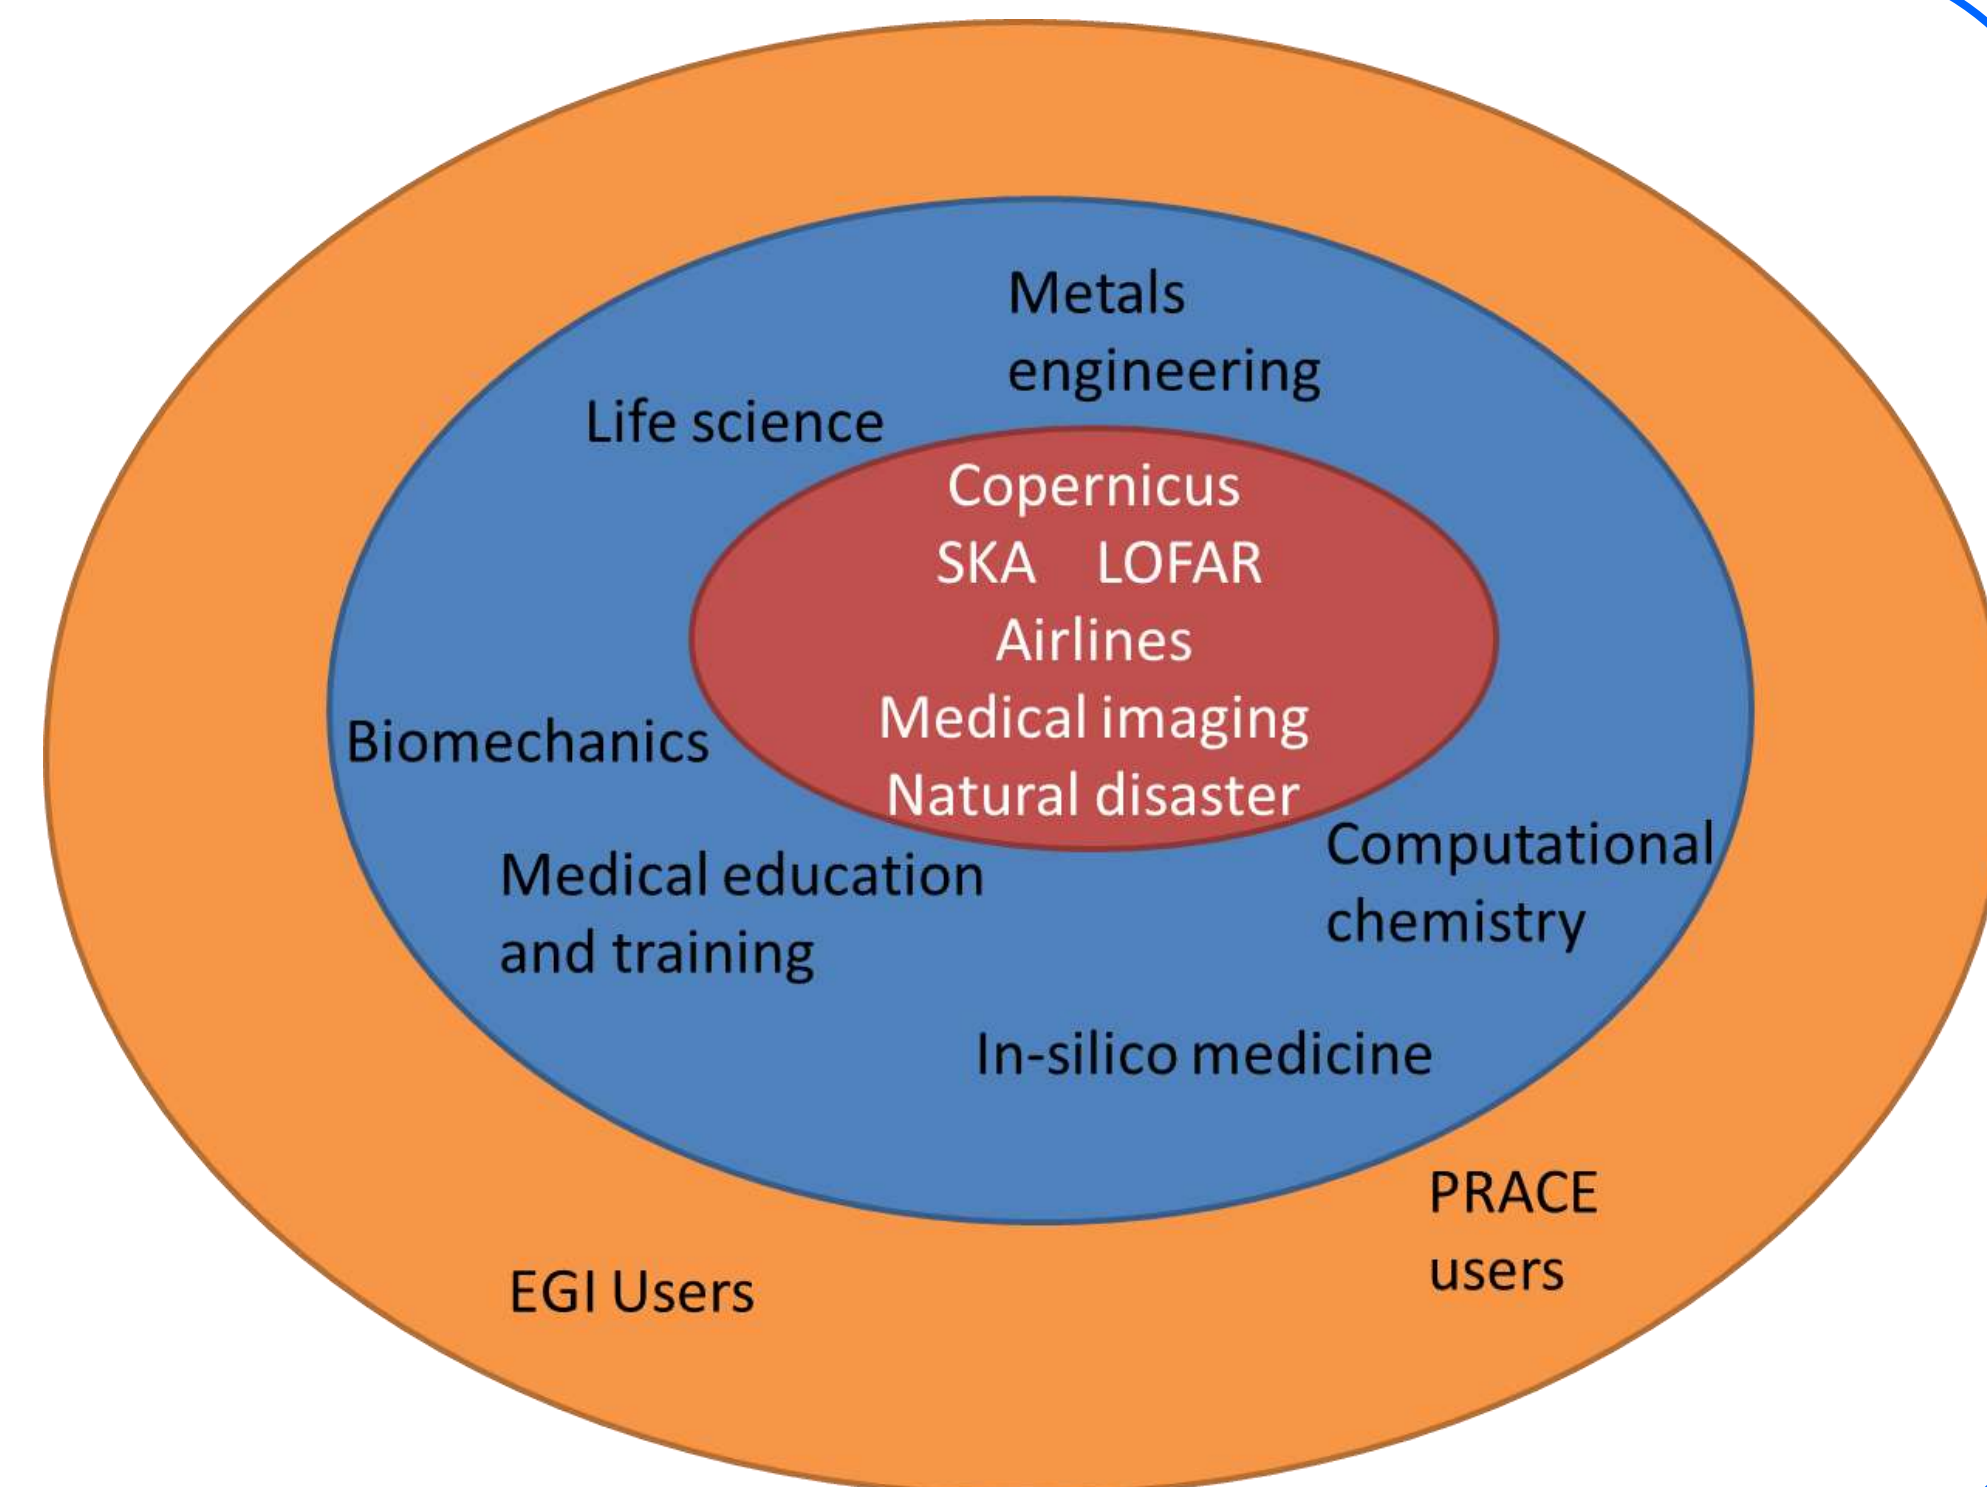 Metals
engineering
Life science
Copernicus
SKA LOFAR
Airlines
Medical imaging
Natural disaster
Biomechanics
Computational
chemistry
Medical education
and training
In-silico medicine
PRACE
users
EGI Users